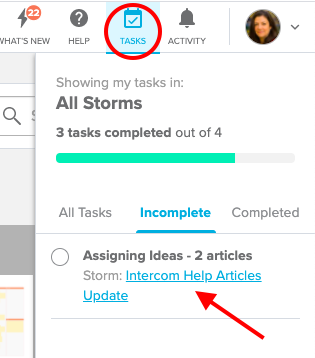 22
WHAT'S NEW HELP TASKS ACTIVITY
Showing my tasks in:
All Storms
3 tasks completed out of 4
All Tasks Incomplete Completed
Assigning Ideas - 2 articles
Storm: Intercom Help Articles
Update